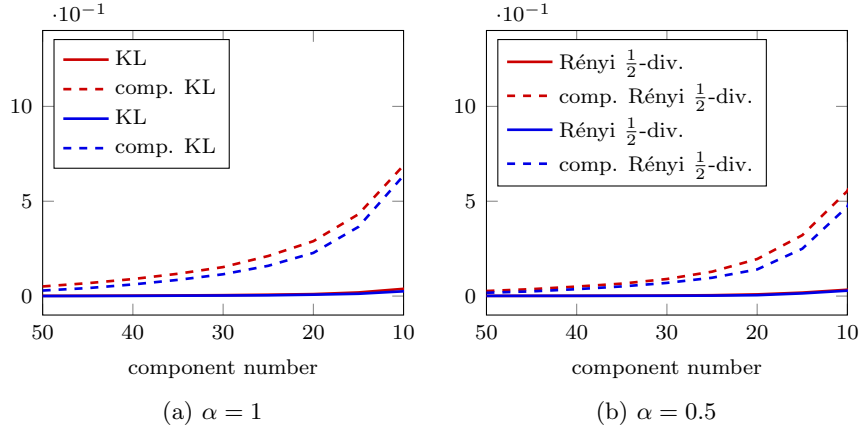 ·10⁻¹
10
5
0
KL
comp. KL
KL
comp. KL
50 40 30 20 10
component number
(a) α = 1
·10⁻¹
10
5
0
Rényi ½-div.
comp. Rényi ½-div.
Rényi ½-div.
comp. Rényi ½-div.
50 40 30 20 10
component number
(b) α = 0.5